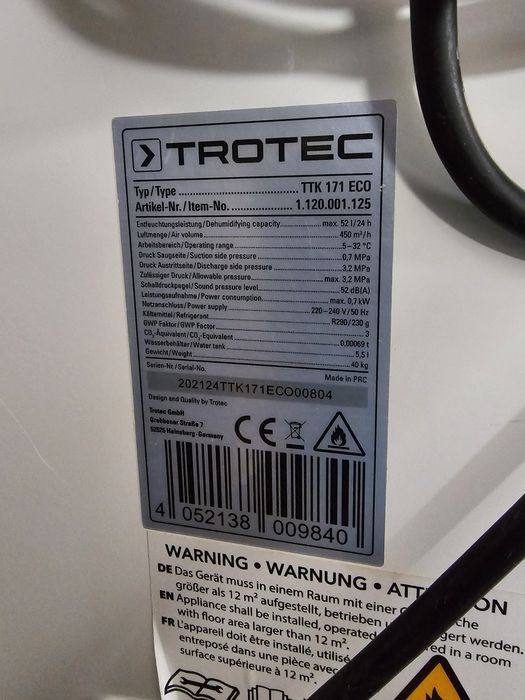 TROTEC
Typ/Type ........................ TTK 171 ECO
Artikel-Nr./Item-No. ................ 1.120.001.125
Entfeuchtungsleistung/Dehumidifying capacity ............ max. 52 l/24 h
Luftmenge/Air volume ........................ 450 m³/h
Arbeitsbereich/Operating range ........................ 5–32 °C
Druck Saugseite/Suction side pressure ........................ 0,7 MPa
Druck Austrittseite/Discharge side pressure ........................ 3,2 MPa
Zulässiger Druck/Allowable pressure ........................ max. 3,2 MPa
Schalldruckpegel/Sound pressure level ........................ 52 dB(A)
Leistungsaufnahme/Power consumption ........................ max. 0,7 kW
Netzanschluss/Power supply ........................ 220–240 V/50 Hz
Kältemittel/Refrigerent ........................ R290/230 g
GWP Faktor/GWP Factor ........................ 3
CO₂-Äquivalent/CO₂-Equivalent ........................ 0,00069 t
Wasserbehälter/Water tank ........................ 5,5 l
Gewicht/Weight ........................ 40 kg
Serien-Nr./Serial-No. Made in PRC
202124TTK171ECO00804
Design and Quality by Trotec
Trotec GmbH
Grebbener Straße 7
52525 Heinsberg · Germany
CE
4 052138 009840
WARNING • WARNUNG •
DE Das Gerät muss in einem Raum mit einer
größer als 12 m² aufgestellt, betrieben und werden.
EN Appliance shall be installed, operated in a room
with floor area larger than 12 m².
FR L'appareil doit être installé,
entreposé dans une pièce
surface supérieure à 12 m².